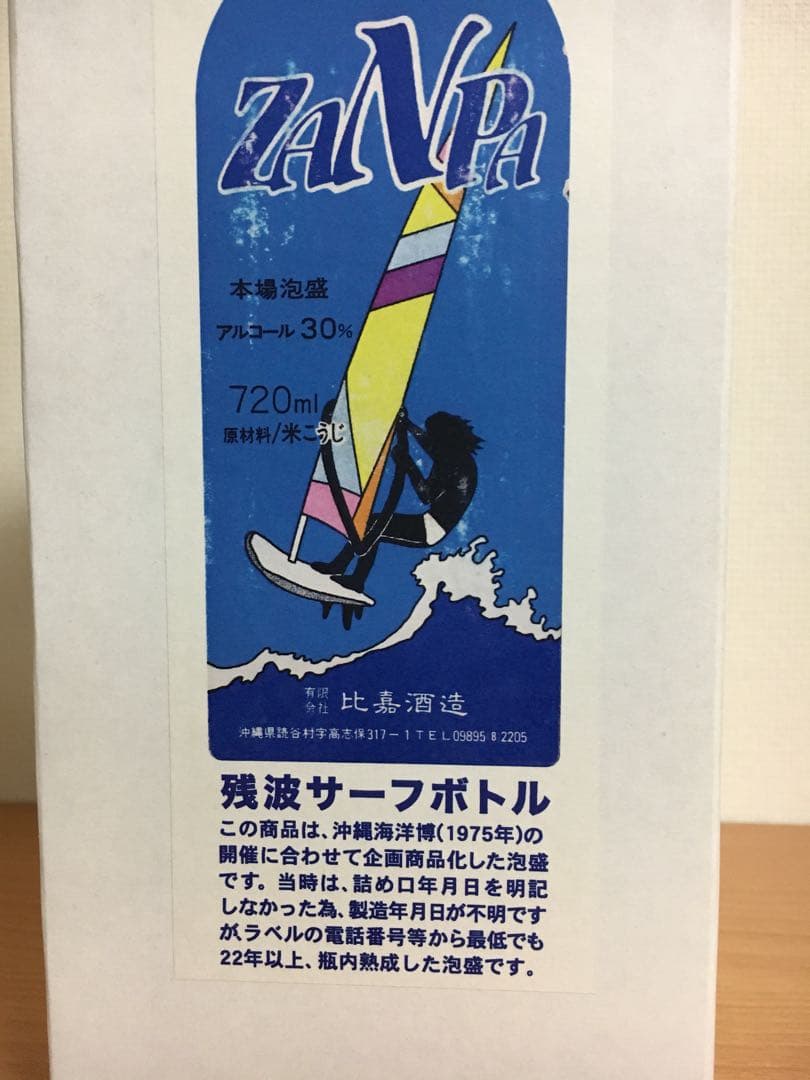 ZANPA
本場泡盛
アルコール 30%
720ml
原材料/米こうじ
有限会社 比嘉酒造
沖縄県読谷村字高志保317-1 TEL 09895 8 2205
残波サーフボトル
この商品は、沖縄海洋博(1975年)の
開催に合わせて企画商品化した泡盛
です。当時は、詰め口年月日を明記
しなかった為、製造年月日が不明です
が、ラベルの電話番号等から最低でも
22年以上、瓶内熟成した泡盛です。